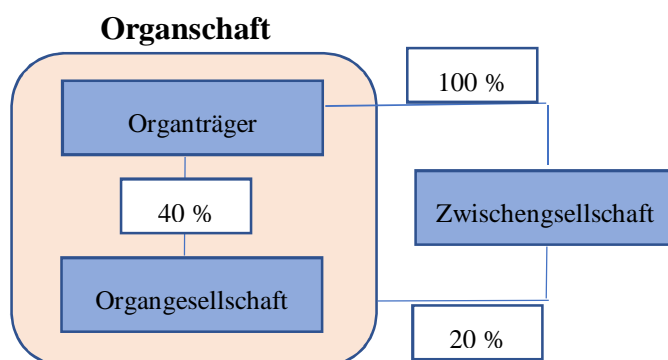 Organschaft
100 %
Organträger
40 %
Zwischengsellschaft
Organgesellschaft
20 %